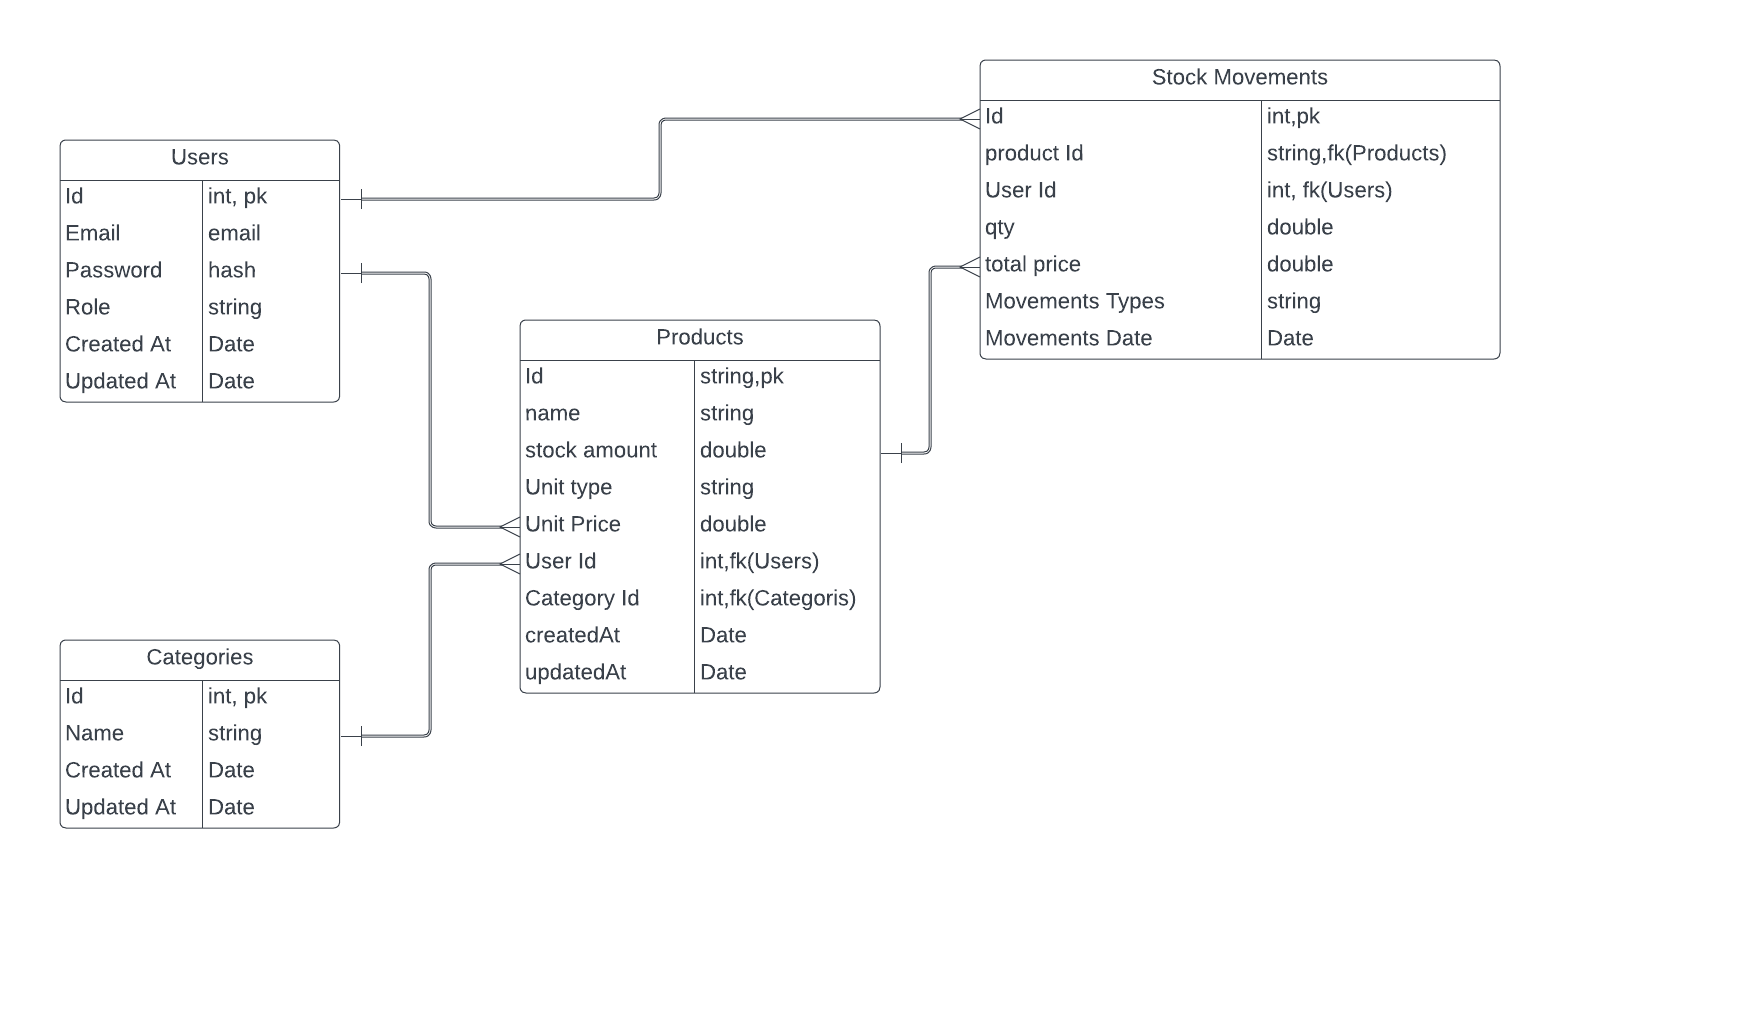 Users
Id int, pk
Email email
Password hash
Role string
Created At Date
Updated At Date
Categories
Id int, pk
Name string
Created At Date
Updated At Date
Products
Id string,pk
name string
stock amount double
Unit type string
Unit Price double
User Id int,fk(Users)
Category Id int,fk(Categoris)
createdAt Date
updatedAt Date
Stock Movements
Id int,pk
product Id string,fk(Products)
User Id int, fk(Users)
qty double
total price double
Movements Types string
Movements Date Date